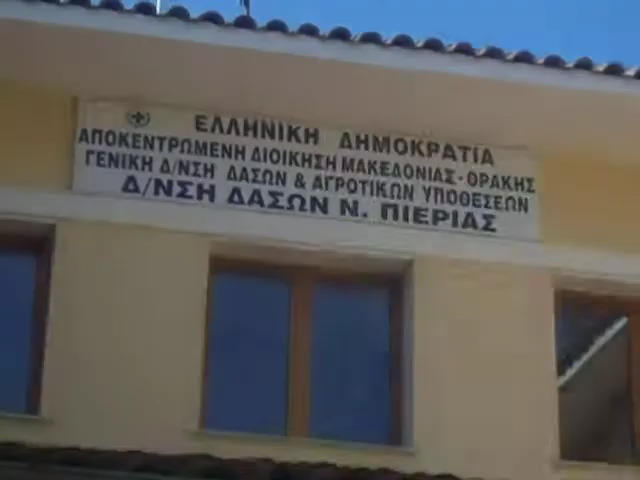 ΕΛΛΗΝΙΚΗ ΔΗΜΟΚΡΑΤΙΑ
ΑΠΟΚΕΝΤΡΩΜΕΝΗ ΔΙΟΙΚΗΣΗ ΜΑΚΕΔΟΝΙΑΣ - ΘΡΑΚΗΣ
ΓΕΝΙΚΗ Δ/ΝΣΗ ΔΑΣΩΝ & ΑΓΡΟΤΙΚΩΝ ΥΠΟΘΕΣΕΩΝ
Δ/ΝΣΗ ΔΑΣΩΝ Ν. ΠΙΕΡΙΑΣ